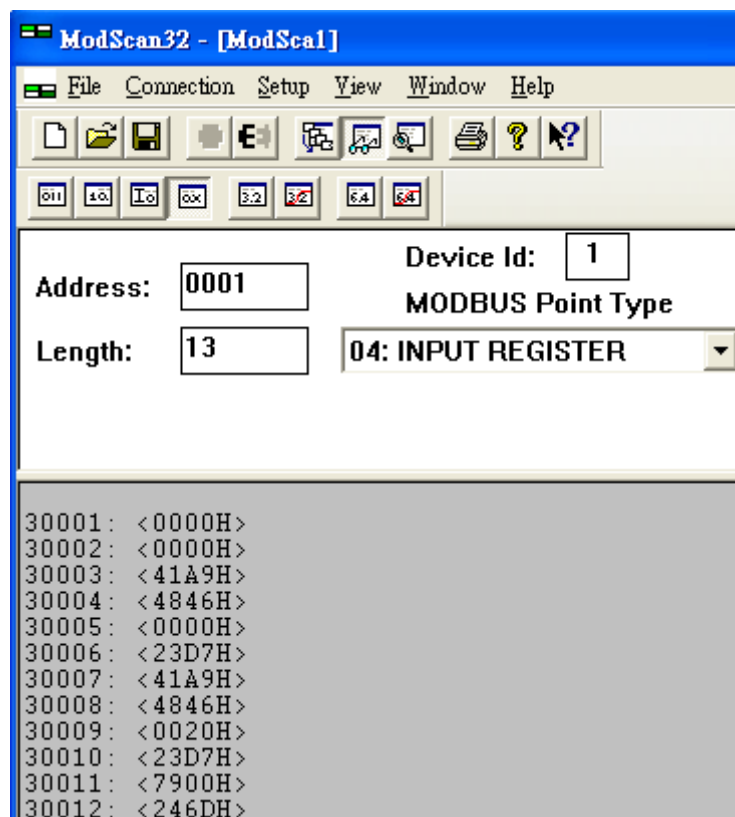 ModScan32 - [ModSca1]
File Connection Setup View Window Help
Device Id: 1
Address: 0001
MODBUS Point Type
Length: 13
04: INPUT REGISTER
30001: <0000H>
30002: <0000H>
30003: <41A9H>
30004: <4846H>
30005: <0000H>
30006: <23D7H>
30007: <41A9H>
30008: <4846H>
30009: <0020H>
30010: <23D7H>
30011: <7900H>
30012: <246DH>